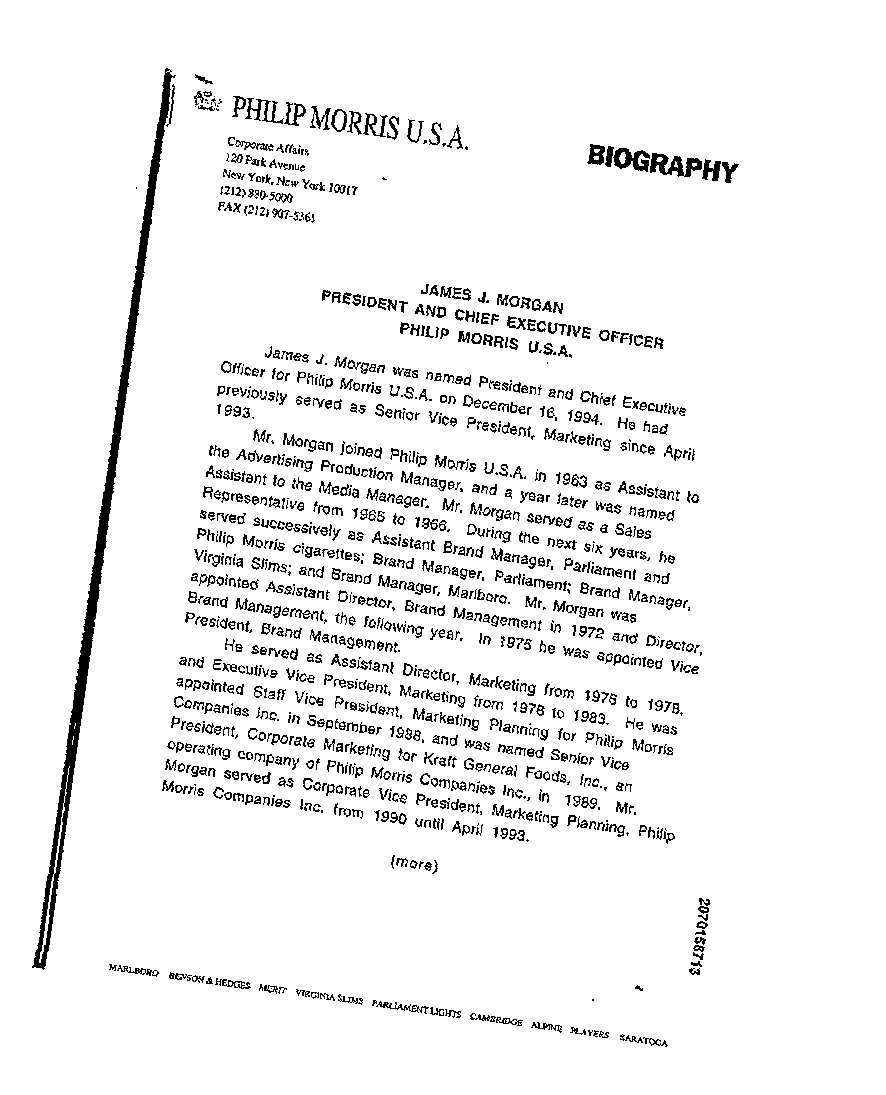 PHILIP MORRIS U.S.A.
Corporate Affairs
120 Park Avenue
New York, New York 10017
(212) 880-5000
FAX (212) 907-5361
BIOGRAPHY
JAMES J. MORGAN
PRESIDENT AND CHIEF EXECUTIVE OFFICER
PHILIP MORRIS U.S.A.
James J. Morgan was named President and Chief Executive
Officer for Philip Morris U.S.A. on December 16, 1994. He had
previously served as Senior Vice President, Marketing since April
1993.
Mr. Morgan joined Philip Morris U.S.A. in 1963 as Assistant to
the Advertising Production Manager, and a year later was named
Assistant to the Media Manager. Mr. Morgan served as a Sales
Representative from 1965 to 1966. During the next six years, he
served successively as Assistant Brand Manager, Parliament and
Philip Morris cigarettes; Brand Manager, Parliament; Brand Manager,
Virginia Slims; and Brand Manager, Marlboro. Mr. Morgan was
appointed Assistant Director, Brand Management in 1972 and Director,
Brand Management, the following year. In 1975 he was appointed Vice
President, Brand Management.
He served as Assistant Director, Marketing from 1976 to 1978,
and Executive Vice President, Marketing from 1978 to 1983. He was
appointed Staff Vice President, Marketing Planning for Philip Morris
Companies Inc. in September 1988, and was named Senior Vice
President, Corporate Marketing for Kraft General Foods, Inc., an
operating company of Philip Morris Companies Inc., in 1989. Mr.
Morgan served as Corporate Vice President, Marketing Planning, Philip
Morris Companies Inc. from 1990 until April 1993.
(more)
2070158713
MARLBORO BENSON & HEDGES MERIT VIRGINIA SLIMS PARLIAMENT LIGHTS CAMBRIDGE ALPINE PLAYERS SARATOGA